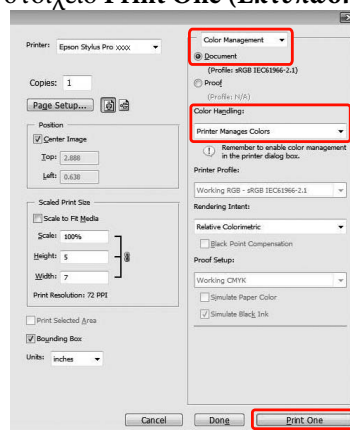 στοιχείο Print One (Εκτύπωσ
Printer: Epson Stylus Pro xxxx
Copies: 1
Page Setup...
Position
Center Image
Top: 2.888
Left: 0.638
Scaled Print Size
Scale to Fit Media
Scale: 100%
Height: 5
Width: 7
Print Resolution: 72 PPI
Print Selected Area
Bounding Box
Units: inches
Color Management
Document
(Profile: sRGB IEC61966-2.1)
Proof
(Profile: N/A)
Color Handling:
Printer Manages Colors
Remember to enable color management
in the printer dialog box.
Printer Profile:
Working RGB - sRGB IEC61966-2.1
Rendering Intent:
Relative Colorimetric
Black Point Compensation
Proof Setup:
Working CMYK
Simulate Paper Color
Simulate Black Ink
Cancel
Done
Print One